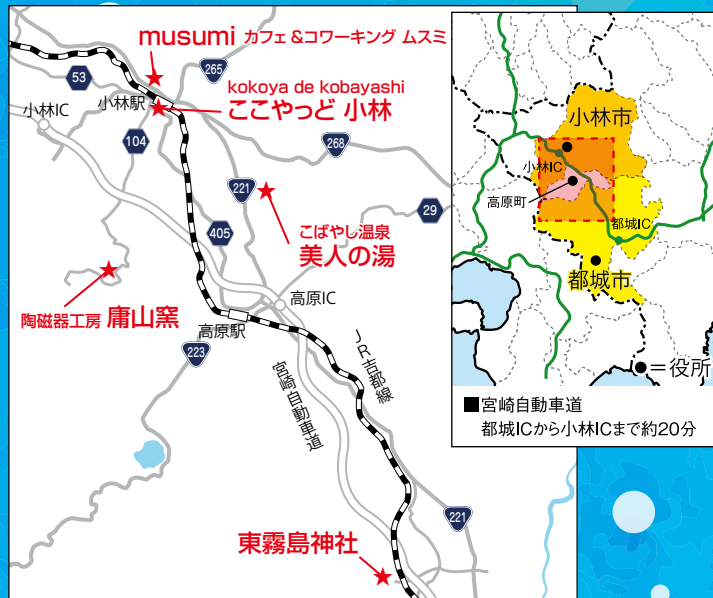 musumi カフェ&コワーキング ムスミ
53
265
小林駅
kokoya de kobayashi
ここやっど 小林
小林IC
104
268
221
29
405
こばやし温泉
美人の湯
高原IC
陶磁器工房 庸山窯
高原駅
223
JR吉都線
宮崎自動車道
221
東霧島神社
小林市
小林IC
高原町
都城IC
都城市
●=役所
■宮崎自動車道
都城ICから小林ICまで約20分